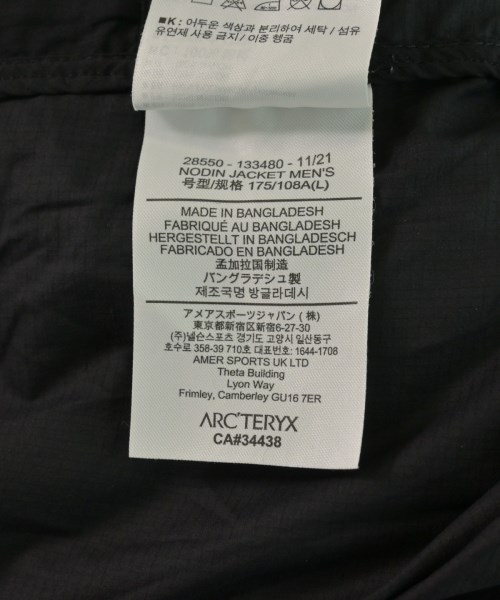 ■K : 어두운 색상과 분리하여 세탁 / 섬유
유연제 사용 금지 / 이중 헹굼
28550 - 133480 - 11/21
NODIN JACKET MEN'S
号型/规格 175/108A(L)
MADE IN BANGLADESH
FABRIQUÉ AU BANGLADESH
HERGESTELLT IN BANGLADESCH
FABRICADO EN BANGLADESH
孟加拉国制造
バングラデシュ製
제조국명 방글라데시
アメアスポーツジャパン (株)
東京都新宿区新宿6-27-30
(주)넬슨스포츠 경기도 고양시 일산동구
호수로 358-39 710호 대표번호: 1644-1708
AMER SPORTS UK LTD
Theta Building
Lyon Way
Frimley, Camberley GU16 7ER
ARC'TERYX
CA#34438